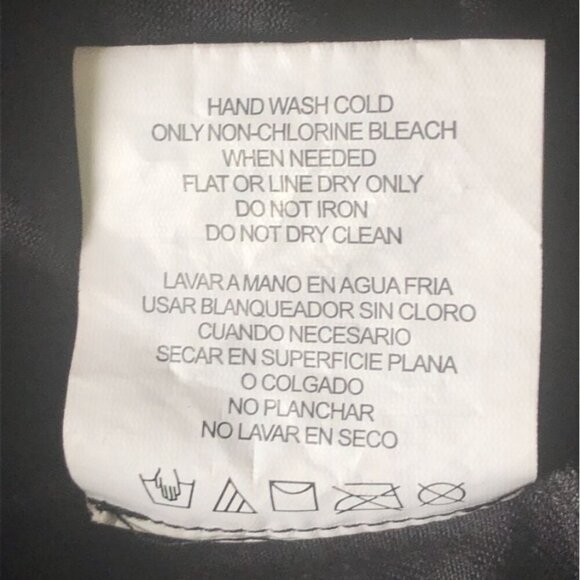 HAND WASH COLD
ONLY NON-CHLORINE BLEACH
WHEN NEEDED
FLAT OR LINE DRY ONLY
DO NOT IRON
DO NOT DRY CLEAN
LAVAR A MANO EN AGUA FRIA
USAR BLANQUEADOR SIN CLORO
CUANDO NECESARIO
SECAR EN SUPERFICIE PLANA
O COLGADO
NO PLANCHAR
NO LAVAR EN SECO